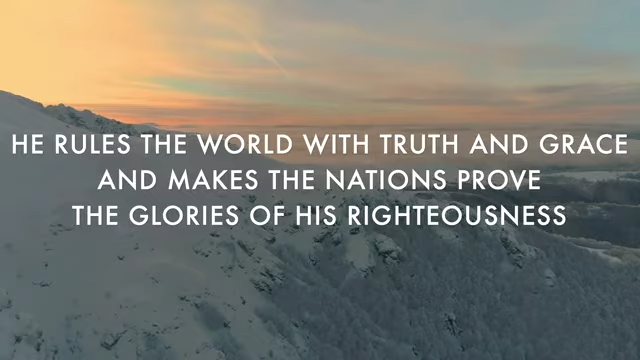 HE RULES THE WORLD WITH TRUTH AND GRACE
AND MAKES THE NATIONS PROVE
THE GLORIES OF HIS RIGHTEOUSNESS